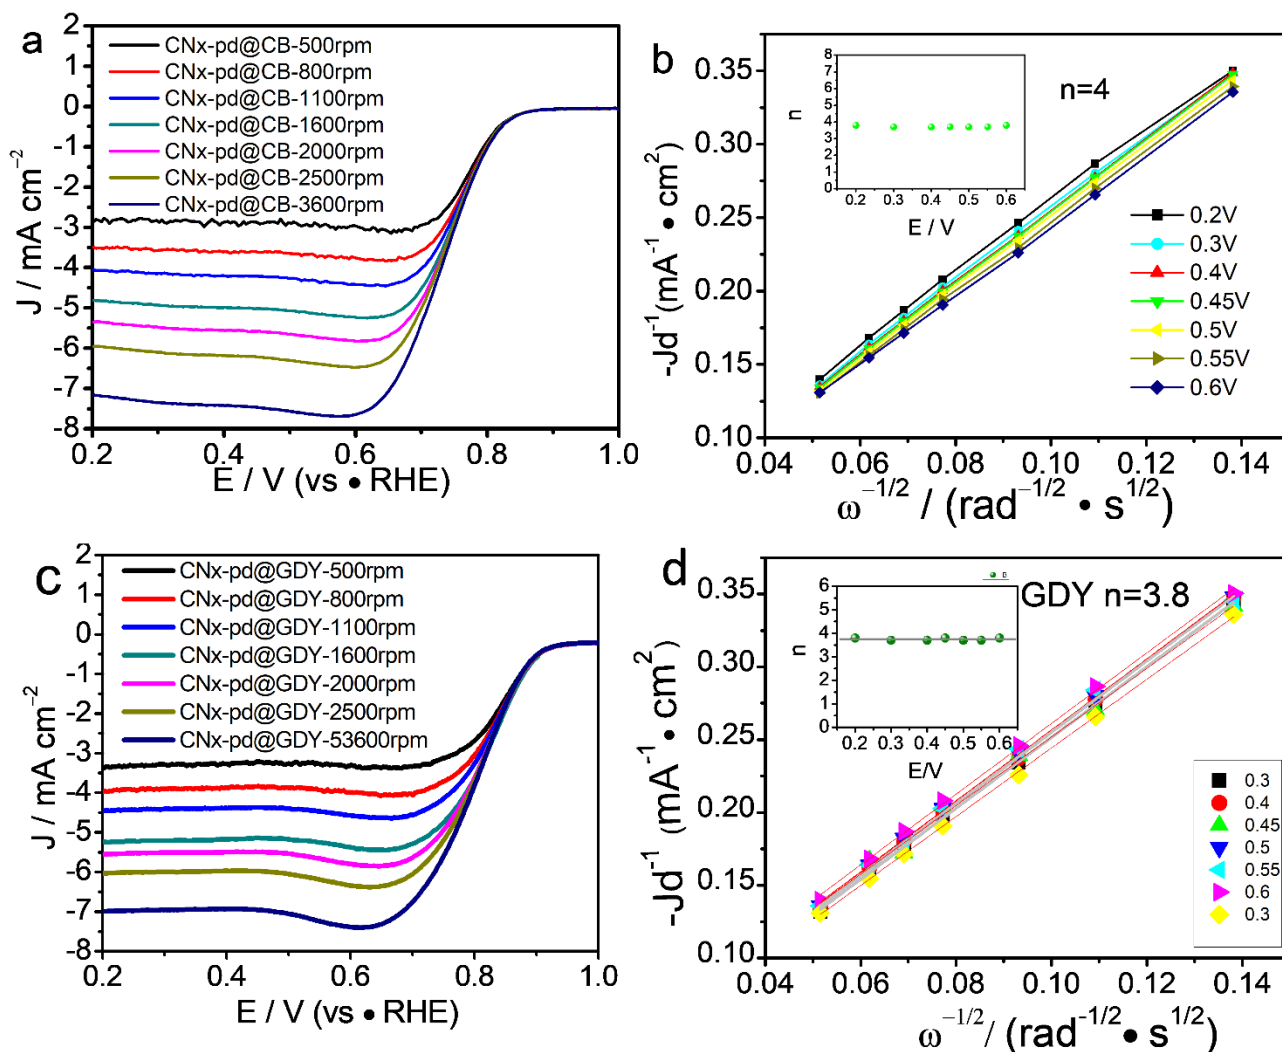 a
2
1
0
-1
-2
-3
-4
-5
-6
-7
-8
J / mA cm⁻²
CNx-pd@CB-500rpm
CNx-pd@CB-800rpm
CNx-pd@CB-1100rpm
CNx-pd@CB-1600rpm
CNx-pd@CB-2000rpm
CNx-pd@CB-2500rpm
CNx-pd@CB-3600rpm
0.2 0.4 0.6 0.8 1.0
E / V (vs • RHE)
b
n=4
0.35
0.30
0.25
0.20
0.15
0.10
-Jd⁻¹(mA⁻¹ • cm²)
8
7
6
5
4
3
2
1
0
n
0.2 0.3 0.4 0.5 0.6
E / V
0.2V
0.3V
0.4V
0.45V
0.5V
0.55V
0.6V
0.04 0.06 0.08 0.10 0.12 0.14
ω⁻¹/² / (rad⁻¹/² • s¹/²)
c
2
1
0
-1
-2
-3
-4
-5
-6
-7
-8
J / mA cm⁻²
CNx-pd@GDY-500rpm
CNx-pd@GDY-800rpm
CNx-pd@GDY-1100rpm
CNx-pd@GDY-1600rpm
CNx-pd@GDY-2000rpm
CNx-pd@GDY-2500rpm
CNx-pd@GDY-53600rpm
0.2 0.4 0.6 0.8 1.0
E / V (vs • RHE)
d
B
GDY n=3.8
0.35
0.30
0.25
0.20
0.15
0.10
-Jd⁻¹ (mA⁻¹ • cm²)
6
5
4
3
2
1
0
n
0.2 0.3 0.4 0.5 0.6
E/V
0.3
0.4
0.45
0.5
0.55
0.6
0.3
0.04 0.06 0.08 0.10 0.12 0.14
ω⁻¹/²/ (rad⁻¹/² • s¹/²)